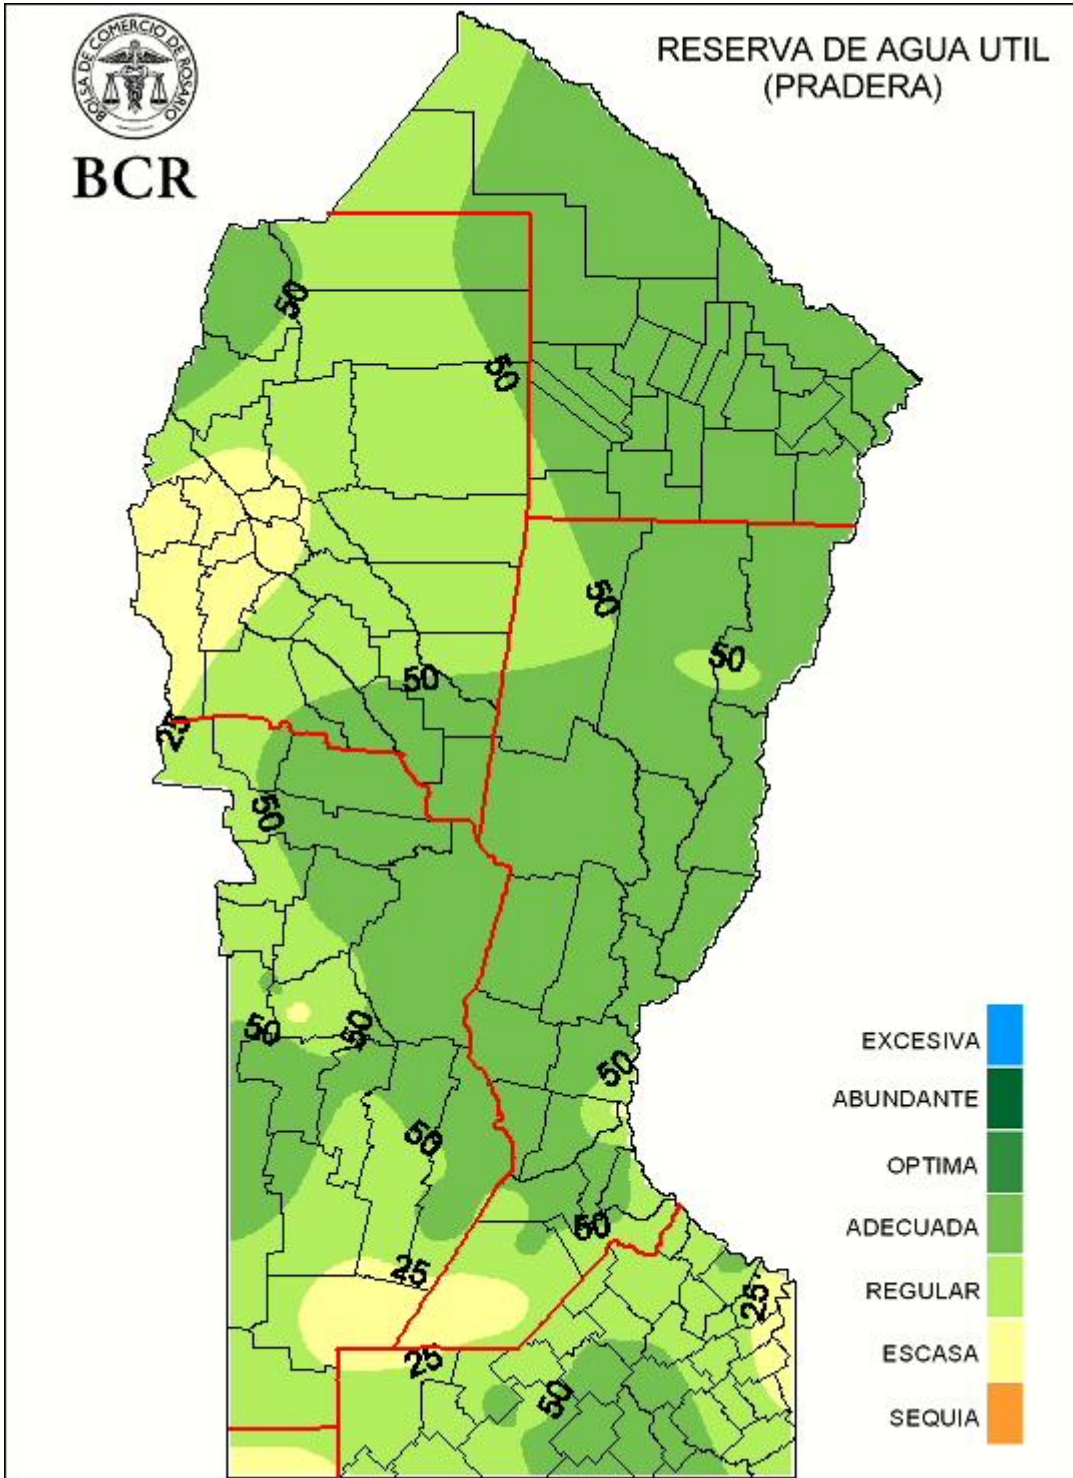 BOLSA DE COMERCIO DE ROSARIO
BCR
RESERVA DE AGUA UTIL
(PRADERA)
50
50
50
50
50
25
50
50
50
50
50
50
25
25
25
50
EXCESIVA
ABUNDANTE
OPTIMA
ADECUADA
REGULAR
ESCASA
SEQUIA